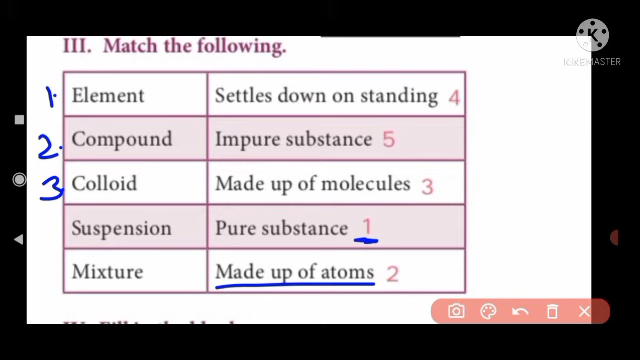 III. Match the following.
KINEMASTER
1. Element Settles down on standing 4
2. Compound Impure substance 5
3. Colloid Made up of molecules 3
Suspension Pure substance 1
Mixture Made up of atoms 2